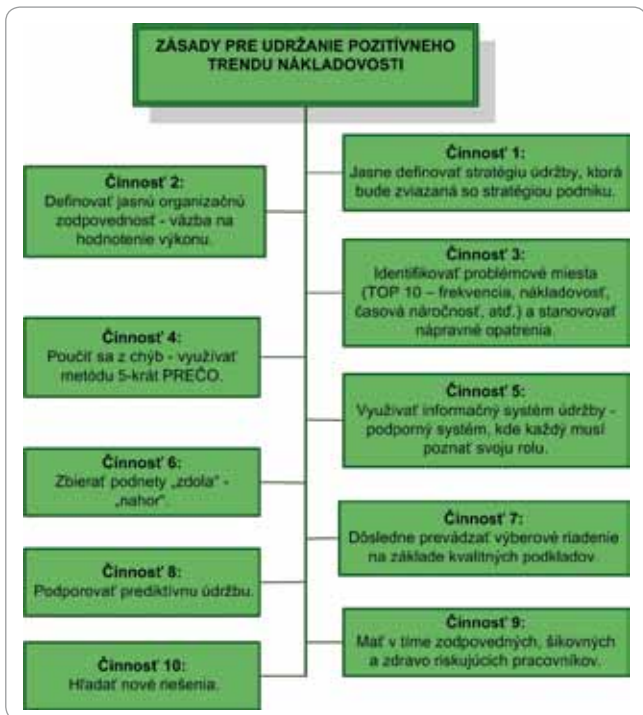 ZÁSADY PRE UDRŽANIE POZITÍVNEHO
TRENDU NÁKLADOVOSTI
Činnosť 1:
Jasne definovať stratégiu údržby, ktorá
bude zviazaná so stratégiou podniku.
Činnosť 2:
Definovať jasnú organizačnú
zodpovednosť - väzba na
hodnotenie výkonu.
Činnosť 3:
Identifikovať problémové miesta
(TOP 10 – frekvencia, nákladovosť,
časová náročnosť, atď.) a stanovovať
nápravné opatrenia.
Činnosť 4:
Poučiť sa z chýb - využívať
metódu 5-krát PREČO.
Činnosť 5:
Využívať informačný systém údržby -
podporný systém, kde každý musí
poznať svoju rolu.
Činnosť 6:
Zbierať podnety „zdola“ -
„nahor“.
Činnosť 7:
Dôsledne prevádzať výberové riadenie
na základe kvalitných podkladov.
Činnosť 8:
Podporovať prediktívnu údržbu.
Činnosť 9:
Mať v tíme zodpovedných, šikovných
a zdravo riskujúcich pracovníkov.
Činnosť 10:
Hľadať nové riešenia.